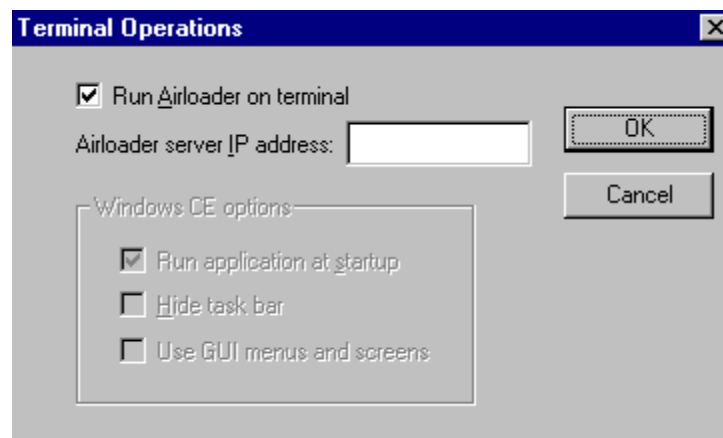 Terminal Operations
Run Airloader on terminal
OK
Airloader server IP address:
Cancel
Windows CE options
Run application at startup
Hide task bar
Use GUI menus and screens